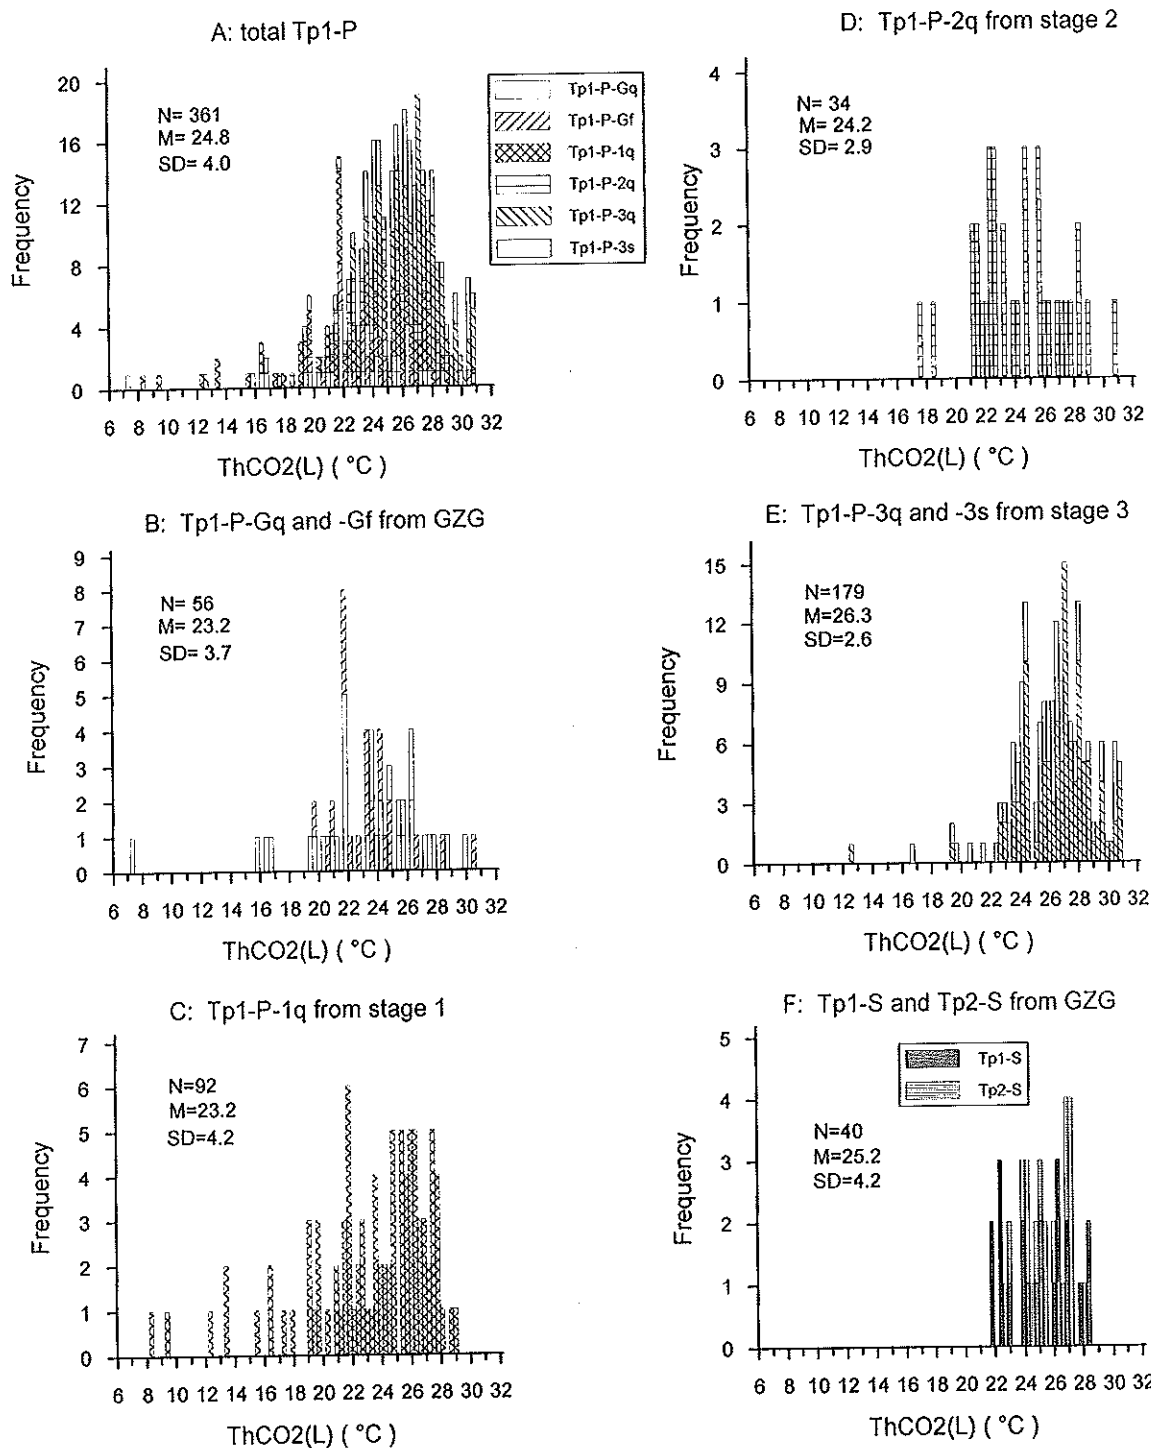 A: total Tp1-P
20
16
12
8
4
0
Frequency
N= 361
M= 24.8
SD= 4.0
6 8 10 12 14 16 18 20 22 24 26 28 30 32
ThCO2(L) ( °C )
Tp1-P-Gq
Tp1-P-Gf
Tp1-P-1q
Tp1-P-2q
Tp1-P-3q
Tp1-P-3s
D: Tp1-P-2q from stage 2
4
3
2
1
0
Frequency
N= 34
M= 24.2
SD= 2.9
6 8 10 12 14 16 18 20 22 24 26 28 30 32
ThCO2(L) ( °C )
B: Tp1-P-Gq and -Gf from GZG
9
8
7
6
5
4
3
2
1
0
Frequency
N= 56
M= 23.2
SD= 3.7
6 8 10 12 14 16 18 20 22 24 26 28 30 32
ThCO2(L) ( °C )
E: Tp1-P-3q and -3s from stage 3
15
12
9
6
3
0
Frequency
N=179
M=26.3
SD=2.6
6 8 10 12 14 16 18 20 22 24 26 28 30 32
ThCO2(L) ( °C )
C: Tp1-P-1q from stage 1
7
6
5
4
3
2
1
0
Frequency
N=92
M=23.2
SD=4.2
6 8 10 12 14 16 18 20 22 24 26 28 30 32
ThCO2(L) ( °C )
F: Tp1-S and Tp2-S from GZG
5
4
3
2
1
0
Frequency
Tp1-S
Tp2-S
N=40
M=25.2
SD=4.2
6 8 10 12 14 16 18 20 22 24 26 28 30 32
ThCO2(L) ( °C )